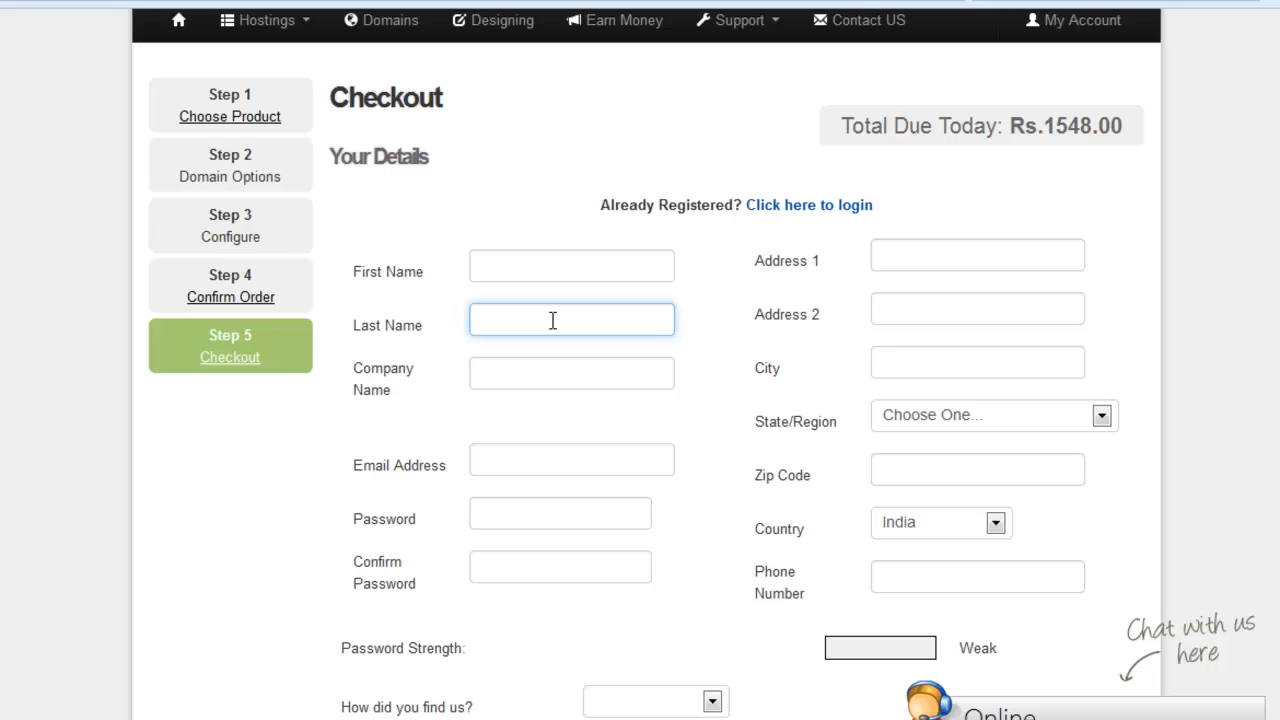 Hostings Domains Designing Earn Money Support Contact US My Account
Step 1
Choose Product
Step 2
Domain Options
Step 3
Configure
Step 4
Confirm Order
Step 5
Checkout
Checkout
Total Due Today: Rs.1548.00
Your Details
Already Registered? Click here to login
First Name
Last Name
Company
Name
Email Address
Password
Confirm
Password
Address 1
Address 2
City
State/Region Choose One...
Zip Code
Country India
Phone
Number
Password Strength: Weak
How did you find us?
Chat with us
here
Online